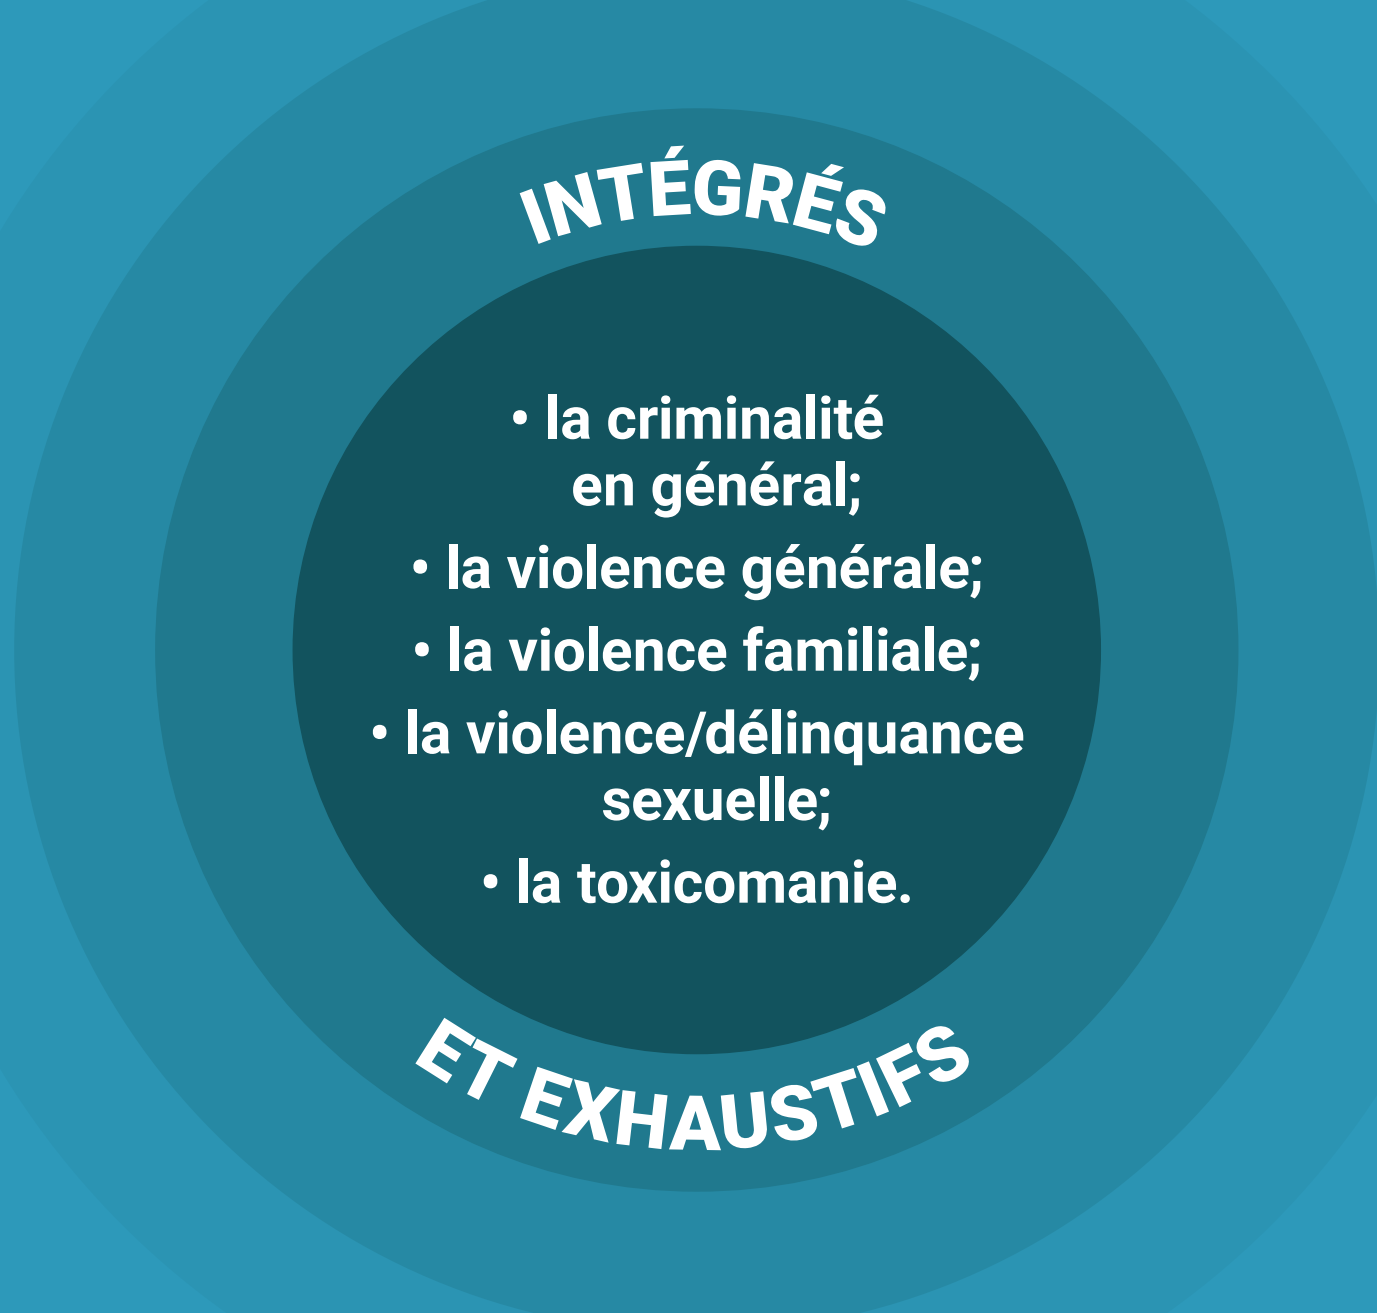 INTÉGRÉS
• la criminalité
en général;
• la violence générale;
• la violence familiale;
• la violence/délinquance
sexuelle;
• la toxicomanie.
ET EXHAUSTIFS